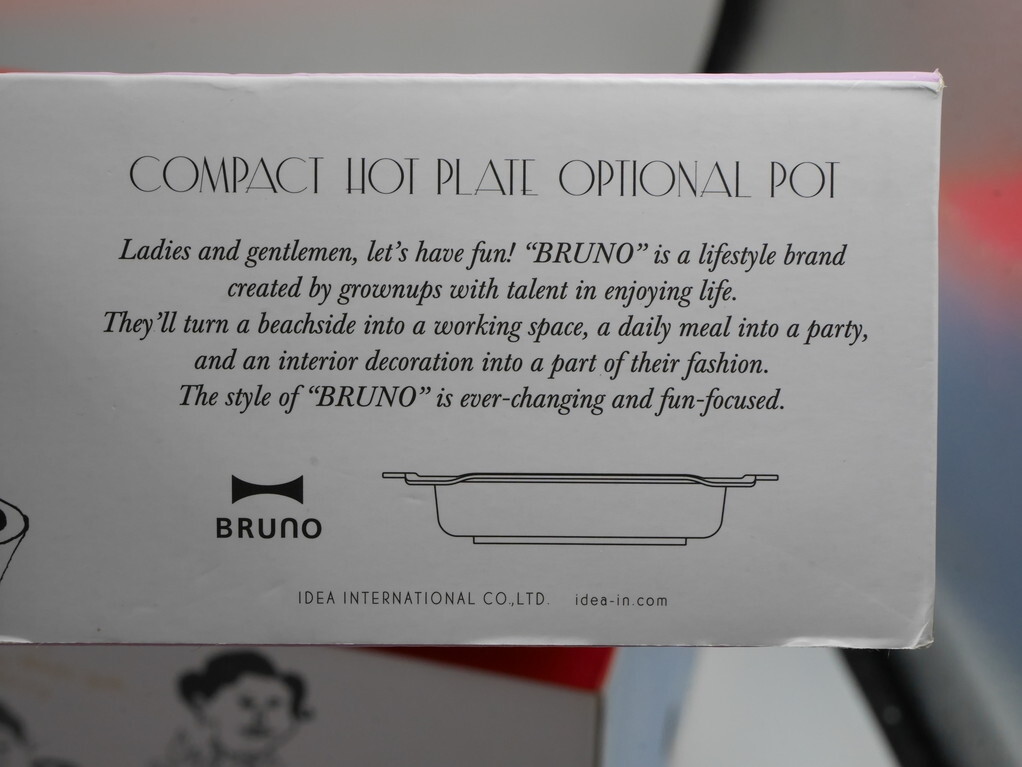 COMPACT HOT PLATE OPTIONAL POT
Ladies and gentlemen, let's have fun! “BRUNO” is a lifestyle brand
created by grownups with talent in enjoying life.
They'll turn a beachside into a working space, a daily meal into a party,
and an interior decoration into a part of their fashion.
The style of “BRUNO” is ever-changing and fun-focused.
BRUNO
IDEA INTERNATIONAL CO.,LTD. idea-in.com